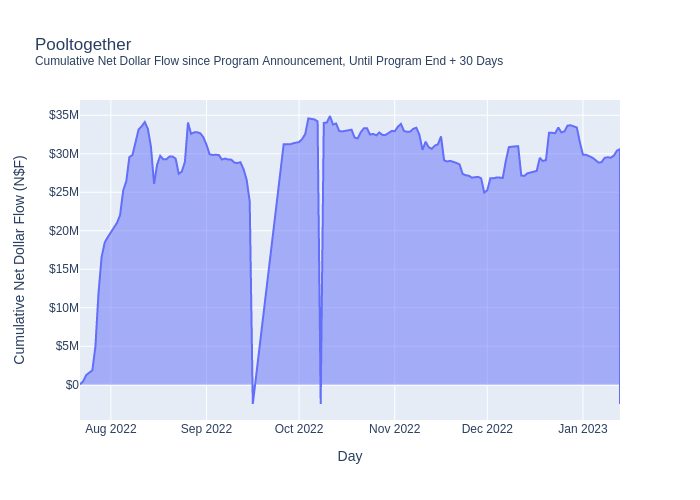 Pooltogether
Cumulative Net Dollar Flow since Program Announcement, Until Program End + 30 Days
Cumulative Net Dollar Flow (N$F)
$35M
$30M
$25M
$20M
$15M
$10M
$5M
$0
Aug 2022
Sep 2022
Oct 2022
Nov 2022
Dec 2022
Jan 2023
Day